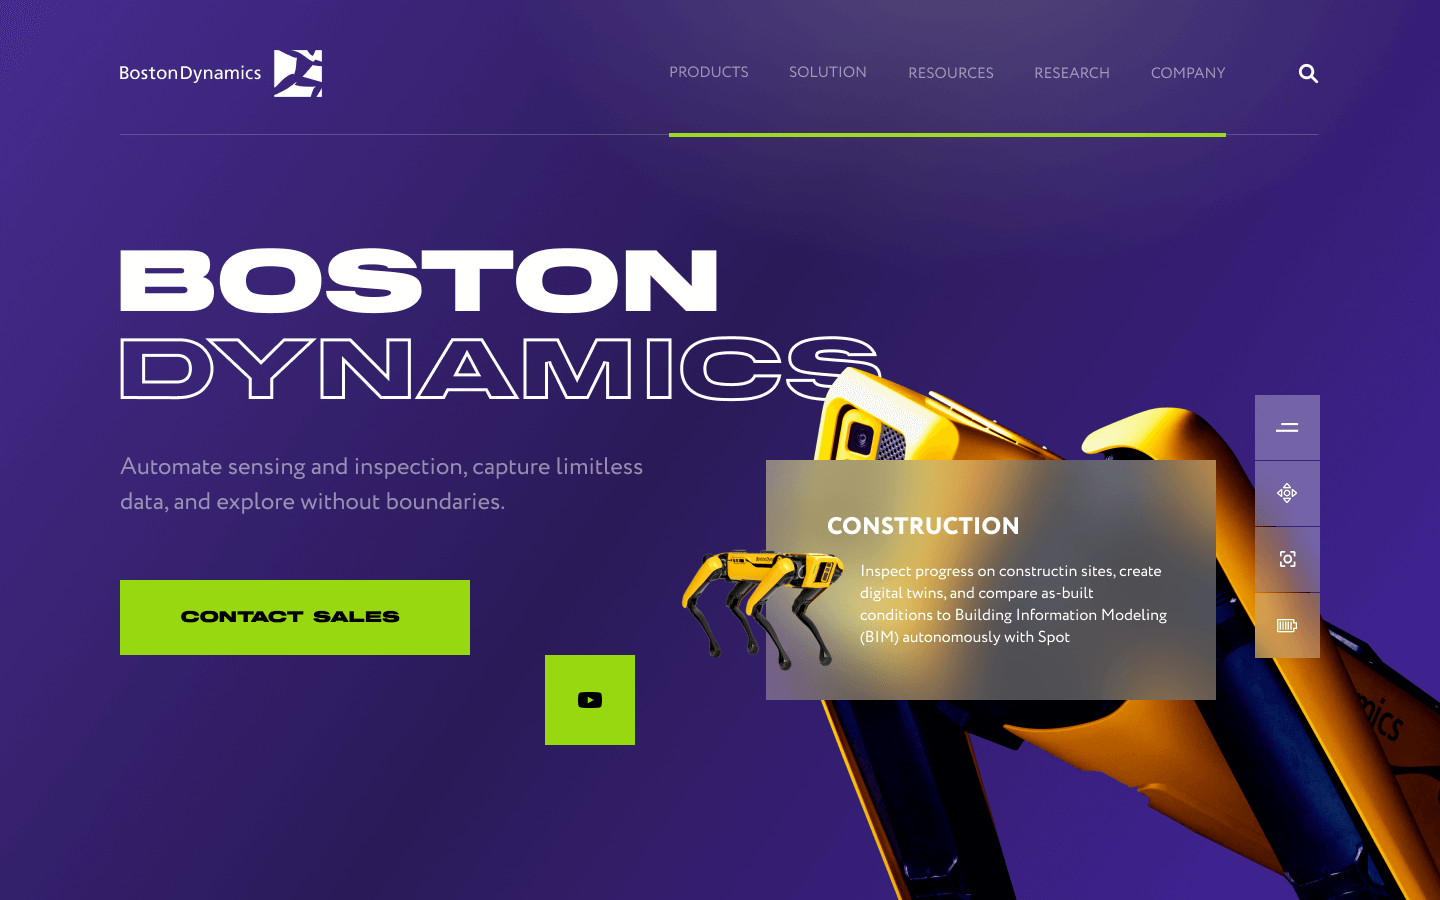 BostonDynamics
PRODUCTS SOLUTION RESOURCES RESEARCH COMPANY
BOSTON
DYNAMICS
Automate sensing and inspection, capture limitless
data, and explore without boundaries.
CONTACT SALES
CONSTRUCTION
Inspect progress on constructin sites, create
digital twins, and compare as-built
conditions to Building Information Modeling
(BIM) autonomously with Spot
mics